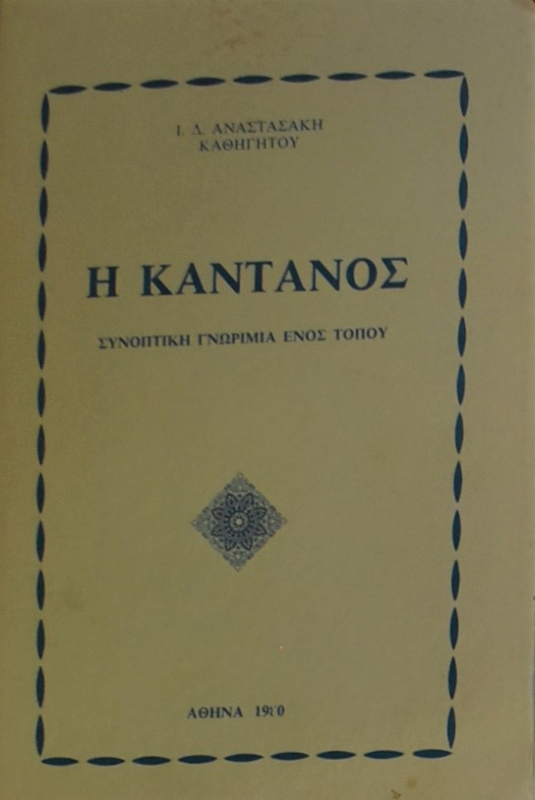 Ι. Δ. ΑΝΑΣΤΑΣΑΚΗ
ΚΑΘΗΓΗΤΟΥ
Η ΚΑΝΤΑΝΟΣ
ΣΥΝΟΠΤΙΚΗ ΓΝΩΡΙΜΙΑ ΕΝΟΣ ΤΟΠΟΥ
ΑΘΗΝΑ